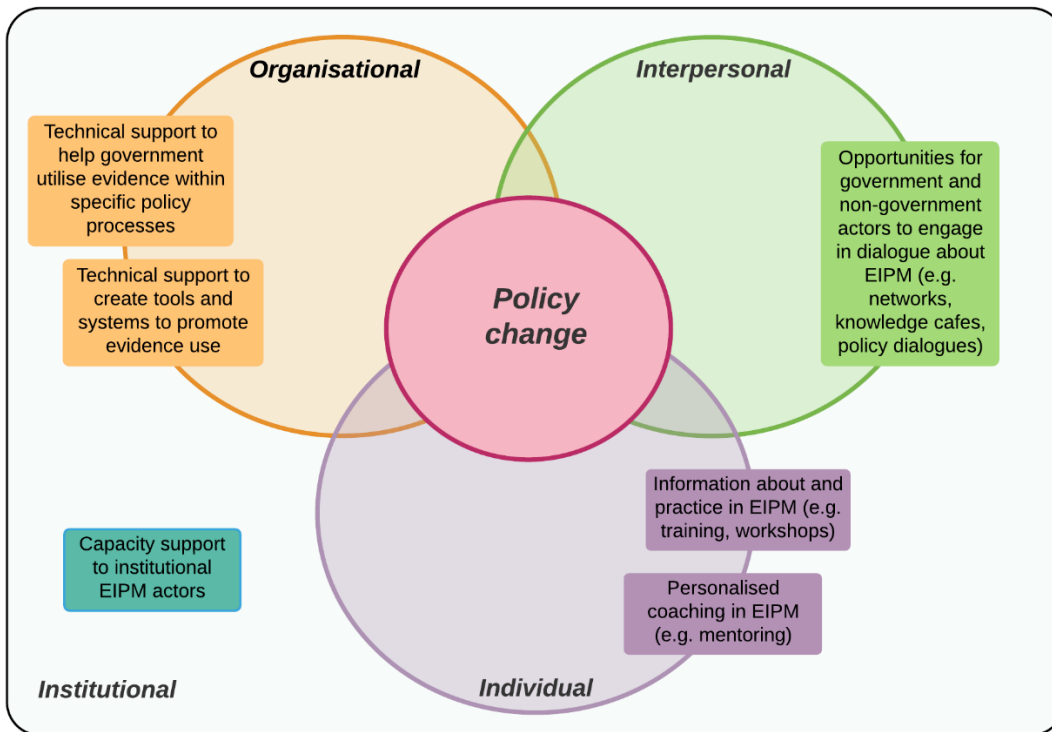 Organisational
Interpersonal
Technical support to
help government
utilise evidence within
specific policy
processes
Technical support to
create tools and
systems to promote
evidence use
Opportunities for
government and
non-government
actors to engage
in dialogue about
EIPM (e.g.
networks,
knowledge cafes,
policy dialogues)
Policy
change
Information about and
practice in EIPM (e.g.
training, workshops)
Personalised
coaching in EIPM
(e.g. mentoring)
Capacity support
to institutional
EIPM actors
Institutional
Individual